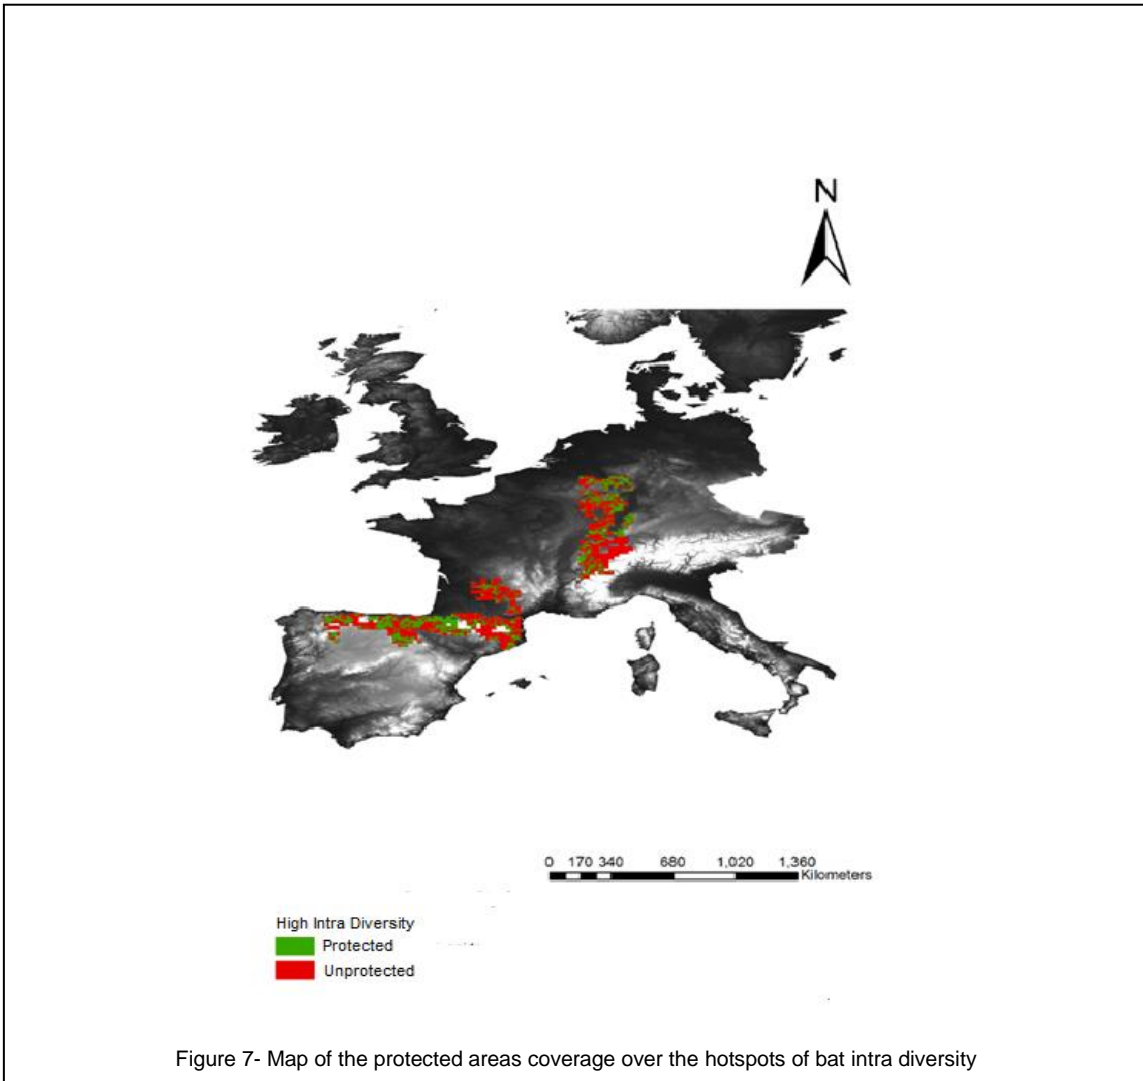 N
0 170 340 680 1,020 1,360
Kilometers
High Intra Diversity
Protected
Unprotected
Figure 7- Map of the protected areas coverage over the hotspots of bat intra diversity